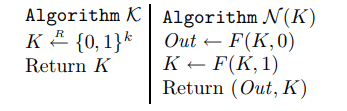 Algorithm 𝒦
K ←ᴿ {0, 1}ᵏ
Return K
Algorithm 𝒩(K)
Out ← F(K, 0)
K ← F(K, 1)
Return (Out, K)